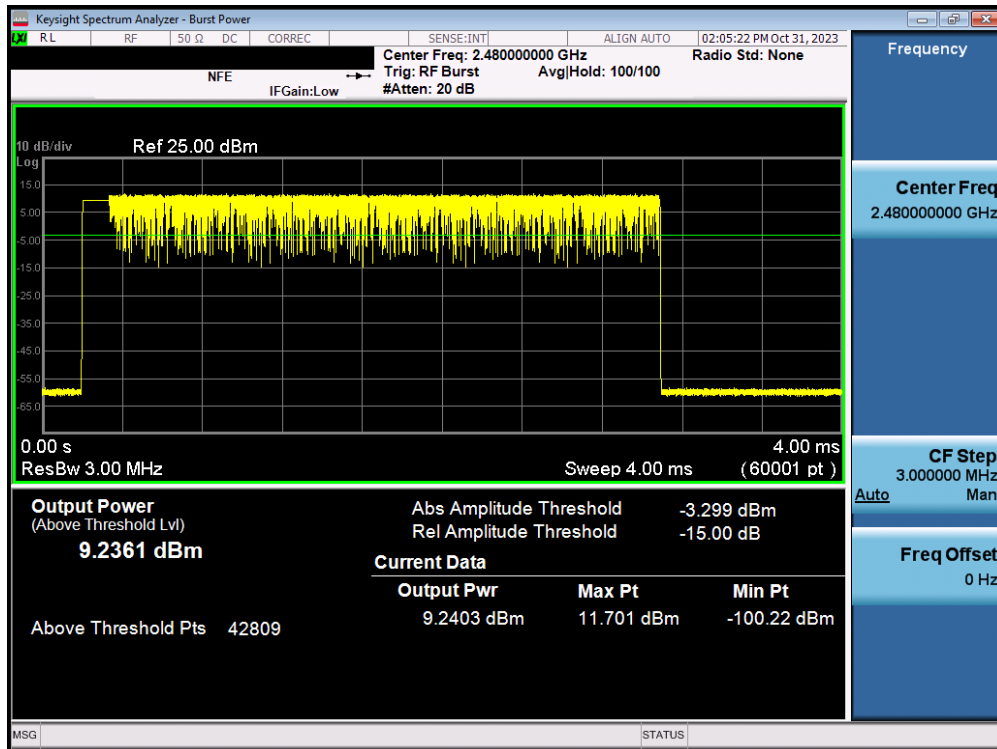 Keysight Spectrum Analyzer - Burst Power
LXI RL RF 50 Ω DC CORREC SENSE:INT ALIGN AUTO 02:05:22 PM Oct 31, 2023
Center Freq: 2.480000000 GHz Radio Std: None
NFE Trig: RF Burst Avg|Hold: 100/100
IFGain:Low #Atten: 20 dB
10 dB/div Ref 25.00 dBm
Log
15.0
5.00
-5.00
-15.0
-25.0
-35.0
-45.0
-55.0
-65.0
0.00 s 4.00 ms
ResBw 3.00 MHz Sweep 4.00 ms (60001 pt)
Output Power
(Above Threshold Lvl)
9.2361 dBm
Above Threshold Pts 42809
Abs Amplitude Threshold -3.299 dBm
Rel Amplitude Threshold -15.00 dB
Current Data
Output Pwr Max Pt Min Pt
9.2403 dBm 11.701 dBm -100.22 dBm
Frequency
Center Freq
2.480000000 GHz
CF Step
3.000000 MHz
Auto Man
Freq Offset
0 Hz
MSG STATUS